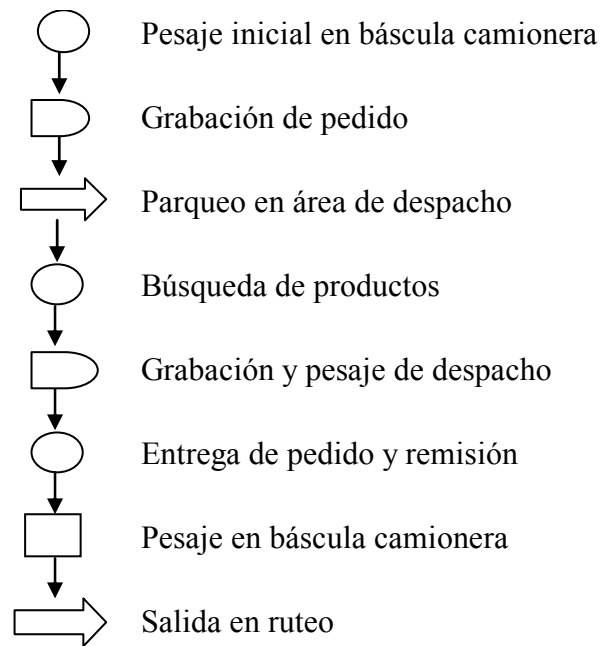 Pesaje inicial en báscula camionera
Grabación de pedido
Parqueo en área de despacho
Búsqueda de productos
Grabación y pesaje de despacho
Entrega de pedido y remisión
Pesaje en báscula camionera
Salida en ruteo